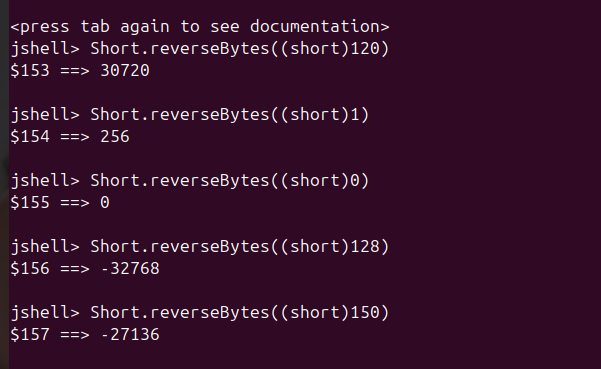 <press tab again to see documentation>
jshell> Short.reverseBytes((short)120)
$153 ==> 30720
jshell> Short.reverseBytes((short)1)
$154 ==> 256
jshell> Short.reverseBytes((short)0)
$155 ==> 0
jshell> Short.reverseBytes((short)128)
$156 ==> -32768
jshell> Short.reverseBytes((short)150)
$157 ==> -27136